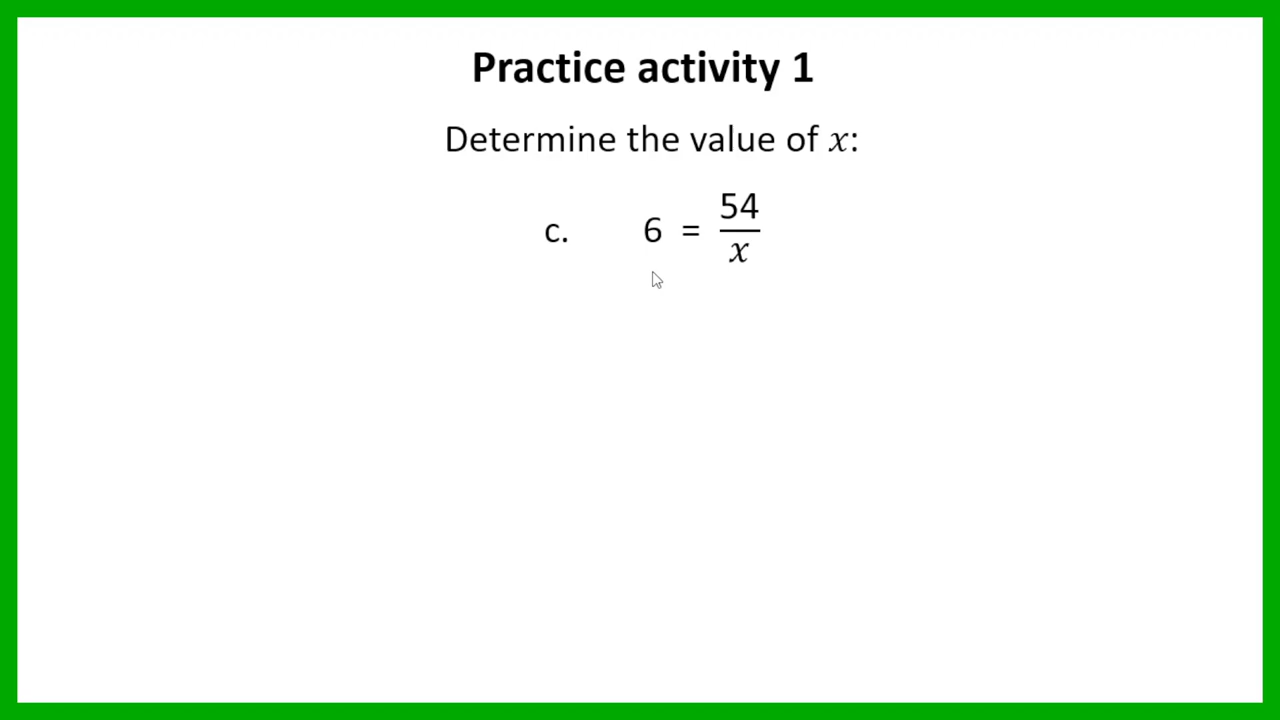 Practice activity 1
Determine the value of x:
c. 6 = 54/x